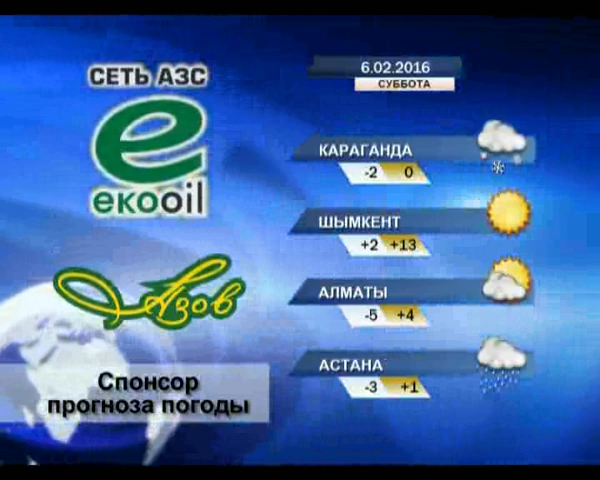 СЕТЬ АЗС
e
екооil
Азов
Спонсор
прогноза погоды
6.02.2016
СУББОТА
КАРАГАНДА
-2 0
ШЫМКЕНТ
+2 +13
АЛМАТЫ
-5 +4
АСТАНА
-3 +1